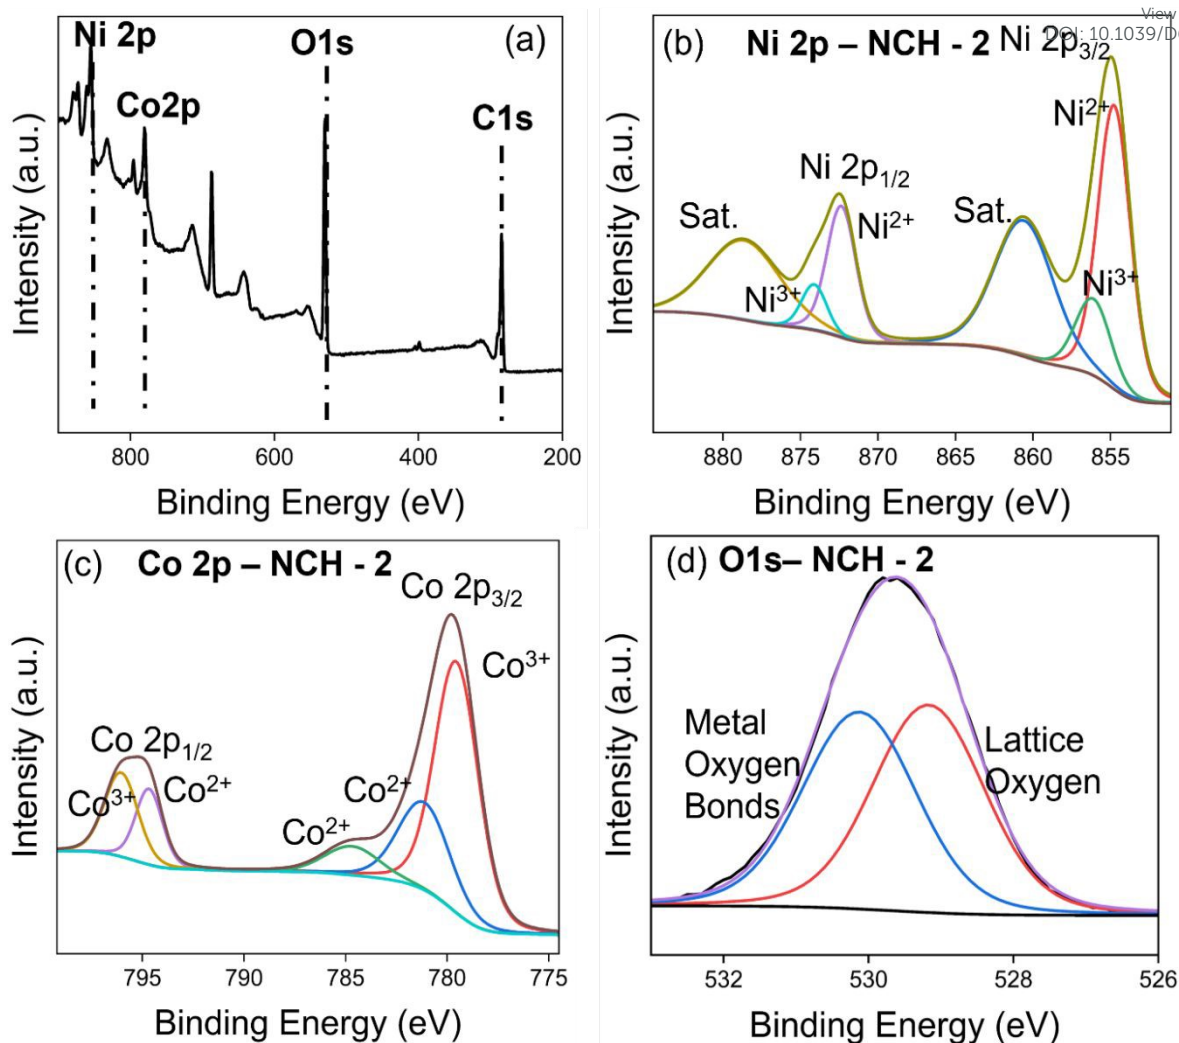 View
DOI: 10.1039/D
(a)
Ni 2p
Co2p
O1s
C1s
Intensity (a.u.)
800
600
400
200
Binding Energy (eV)
(b)
Ni 2p – NCH - 2
Ni 2p3/2
Ni2+
Ni 2p1/2
Ni2+
Sat.
Sat.
Ni3+
Ni3+
Intensity (a.u.)
880
875
870
865
860
855
Binding Energy (eV)
(c)
Co 2p – NCH - 2
Co 2p3/2
Co3+
Co 2p1/2
Co3+
Co2+
Co2+
Co2+
Intensity (a.u.)
795
790
785
780
775
Binding Energy (eV)
(d) O1s– NCH - 2
Metal
Oxygen
Bonds
Lattice
Oxygen
Intensity (a.u.)
532
530
528
526
Binding Energy (eV)